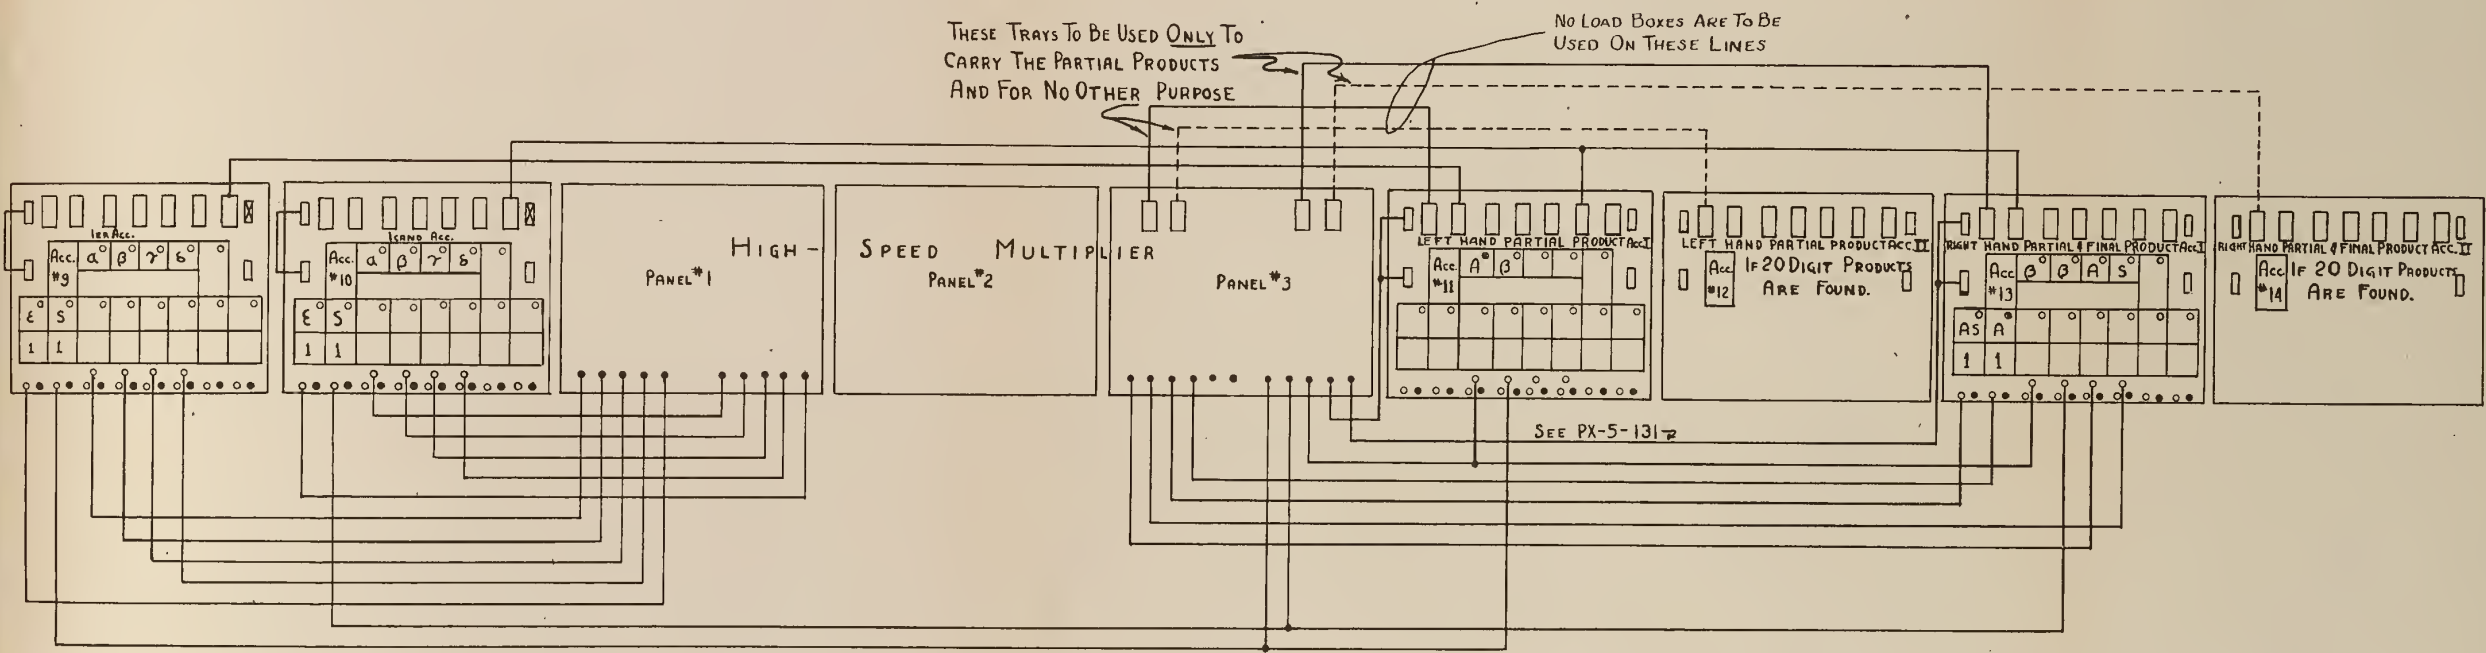 THESE TRAYS TO BE USED ONLY TO
CARRY THE PARTIAL PRODUCTS
AND FOR NO OTHER PURPOSE
NO LOAD BOXES ARE TO BE
USED ON THESE LINES
IER ACC.
ACC. #9
α β γ δ
ε S
1 1
ICAND ACC.
ACC. #10
α β γ δ
ε S
1 1
HIGH- SPEED MULTIPLIER
PANEL #1
PANEL #2
PANEL #3
LEFT HAND PARTIAL PRODUCT ACC I
ACC. #11
A β
LEFT HAND PARTIAL PRODUCT ACC. II
ACC. #12
IF 20 DIGIT PRODUCTS
ARE FOUND.
RIGHT HAND PARTIAL & FINAL PRODUCT ACC. I
ACC #13
β β A S
AS A
1 1
RIGHT HAND PARTIAL & FINAL PRODUCT ACC. II
ACC #14
IF 20 DIGIT PRODUCTS
ARE FOUND.
SEE PX-5-131